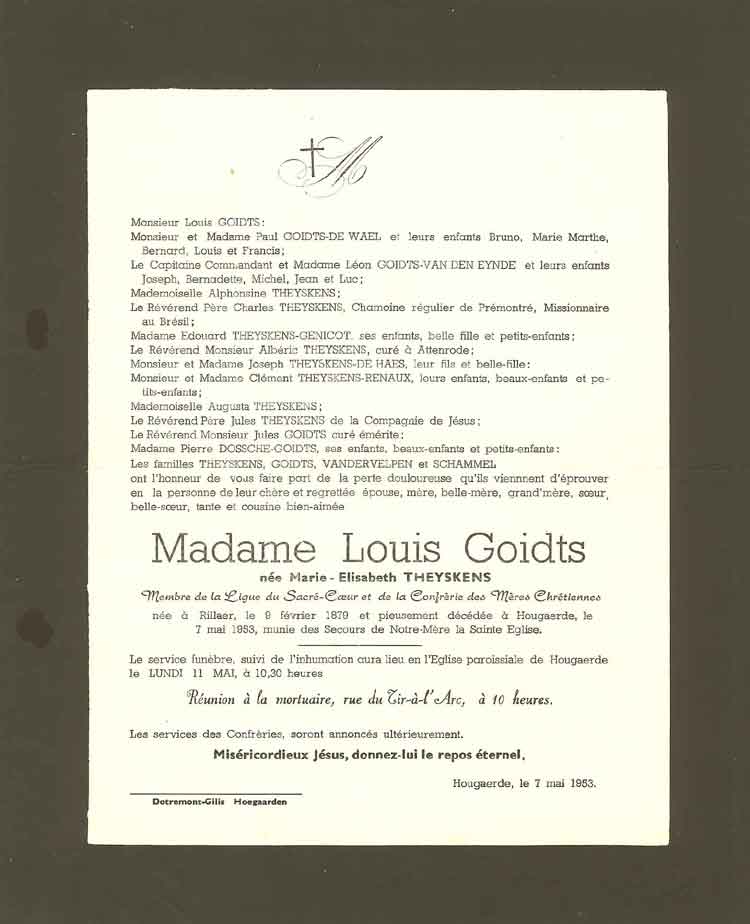 M
Monsieur Louis GOIDTS:
Monsieur et Madame Paul GOIDTS-DE WAEL et leurs enfants Bruno, Marie Marthe,
Bernard, Louis et Francis;
Le Capitaine Commandant et Madame Léon GOIDTS-VAN DEN EYNDE et leurs enfants
Joseph, Bernadette, Michel, Jean et Luc;
Mademoiselle Alphonsine THEYSKENS;
Le Révérend Père Charles THEYSKENS, Chamoine régulier de Prémontré, Missionnaire
au Brésil;
Madame Edouard THEYSKENS-GENICOT, ses enfants, belle fille et petits-enfants;
Le Révérend Monsieur Albéric THEYSKENS, curé à Attenrode;
Monsieur et Madame Joseph THEYSKENS-DE HAES, leur fils et belle-fille:
Monsieur et Madame Clément THEYSKENS-RENAUX, leurs enfants, beaux-enfants et pe-
tits-enfants;
Mademoiselle Augusta THEYSKENS;
Le Révérend Père Jules THEYSKENS de la Compagnie de Jésus;
Le Révérend Monsieur Jules GOIDTS curé émérite:
Madame Pierre DOSSCHE-GOIDTS, ses enfants, beaux-enfants et petits-enfants:
Les familles THEYSKENS, GOIDTS, VANDERVELPEN et SCHAMMEL
ont l'honneur de vous faire part de la perte douloureuse qu'ils viennnent d'éprouver
en la personne de leur chère et regrettée épouse, mère, belle-mère, grand'mère, sœur,
belle-sœur, tante et cousine bien-aimée
Madame Louis Goidts
née Marie-Elisabeth THEYSKENS
Membre de la Ligue du Sacré-Cœur et de la Confrérie des Mères Chrétiennes
née à Rillaer, le 9 février 1879 et pieusement décédée à Hougaerde, le
7 mai 1953, munie des Secours de Notre-Mère la Sainte Eglise.
Le service funèbre, suivi de l'inhumation aura lieu en l'Eglise paroissiale de Hougaerde
le LUNDI 11 MAI, à 10,30 heures
Réunion à la mortuaire, rue du Tir-à-l'Arc, à 10 heures.
Les services des Confréries, seront annoncés ultérieurement.
Miséricordieux Jésus, donnez-lui le repos éternel.
Hougaerde, le 7 mai 1953.
Dotremont-Gilis Hoegaarden